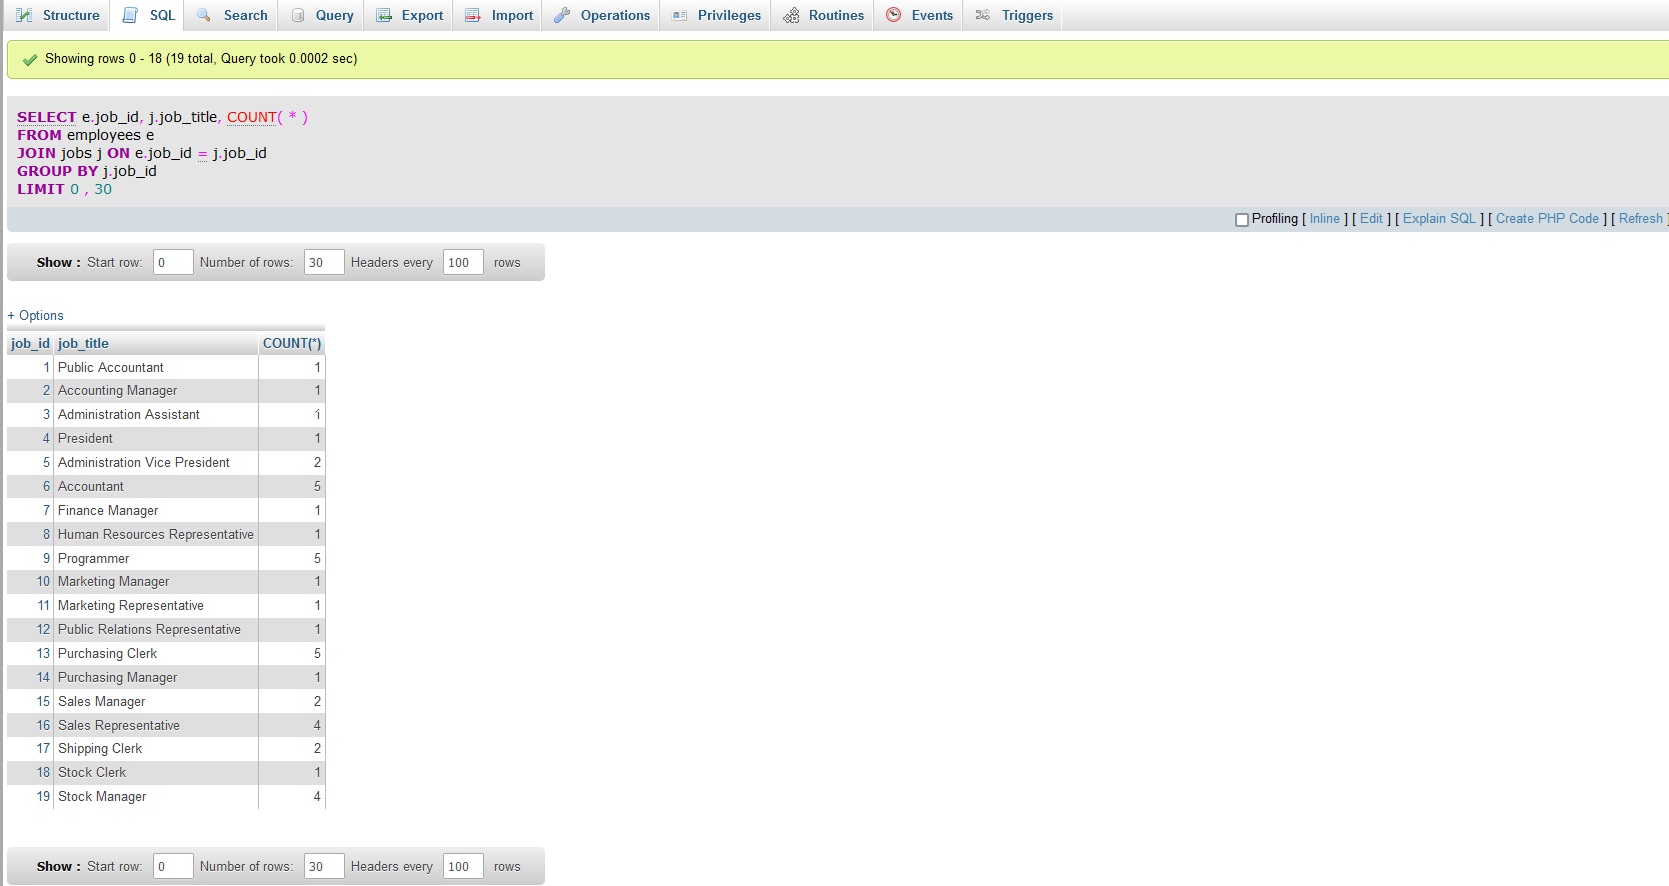 Structure SQL Search Query Export Import Operations Privileges Routines Events Triggers
Showing rows 0 - 18 (19 total, Query took 0.0002 sec)
SELECT e.job_id, j.job_title, COUNT( * )
FROM employees e
JOIN jobs j ON e.job_id = j.job_id
GROUP BY j.job_id
LIMIT 0 , 30
Profiling [ Inline ] [ Edit ] [ Explain SQL ] [ Create PHP Code ] [ Refresh ]
Show : Start row: 0 Number of rows: 30 Headers every 100 rows
+ Options
job_id job_title COUNT(*)
1 Public Accountant 1
2 Accounting Manager 1
3 Administration Assistant 1
4 President 1
5 Administration Vice President 2
6 Accountant 5
7 Finance Manager 1
8 Human Resources Representative 1
9 Programmer 5
10 Marketing Manager 1
11 Marketing Representative 1
12 Public Relations Representative 1
13 Purchasing Clerk 5
14 Purchasing Manager 1
15 Sales Manager 2
16 Sales Representative 4
17 Shipping Clerk 2
18 Stock Clerk 1
19 Stock Manager 4
Show : Start row: 0 Number of rows: 30 Headers every 100 rows